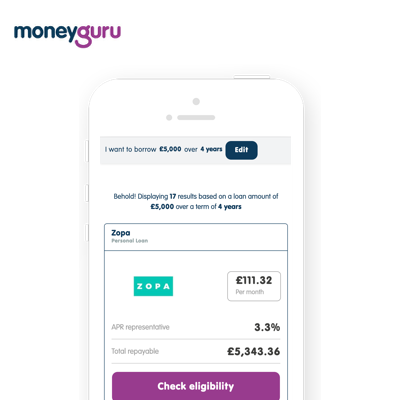 moneyguru
I want to borrow £5,000 over 4 years Edit
Behold! Displaying 17 results based on a loan amount of
£5,000 over a term of 4 years
Zopa
Personal Loan
ZOPA
£111.32
Per month
APR representative 3.3%
Total repayable £5,343.36
Check eligibility